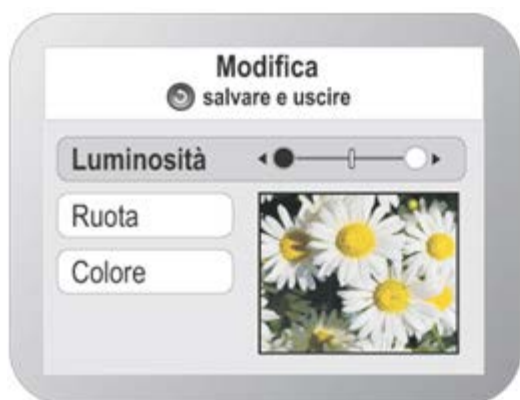 Modifica
salvare e uscire
Luminosità
Ruota
Colore